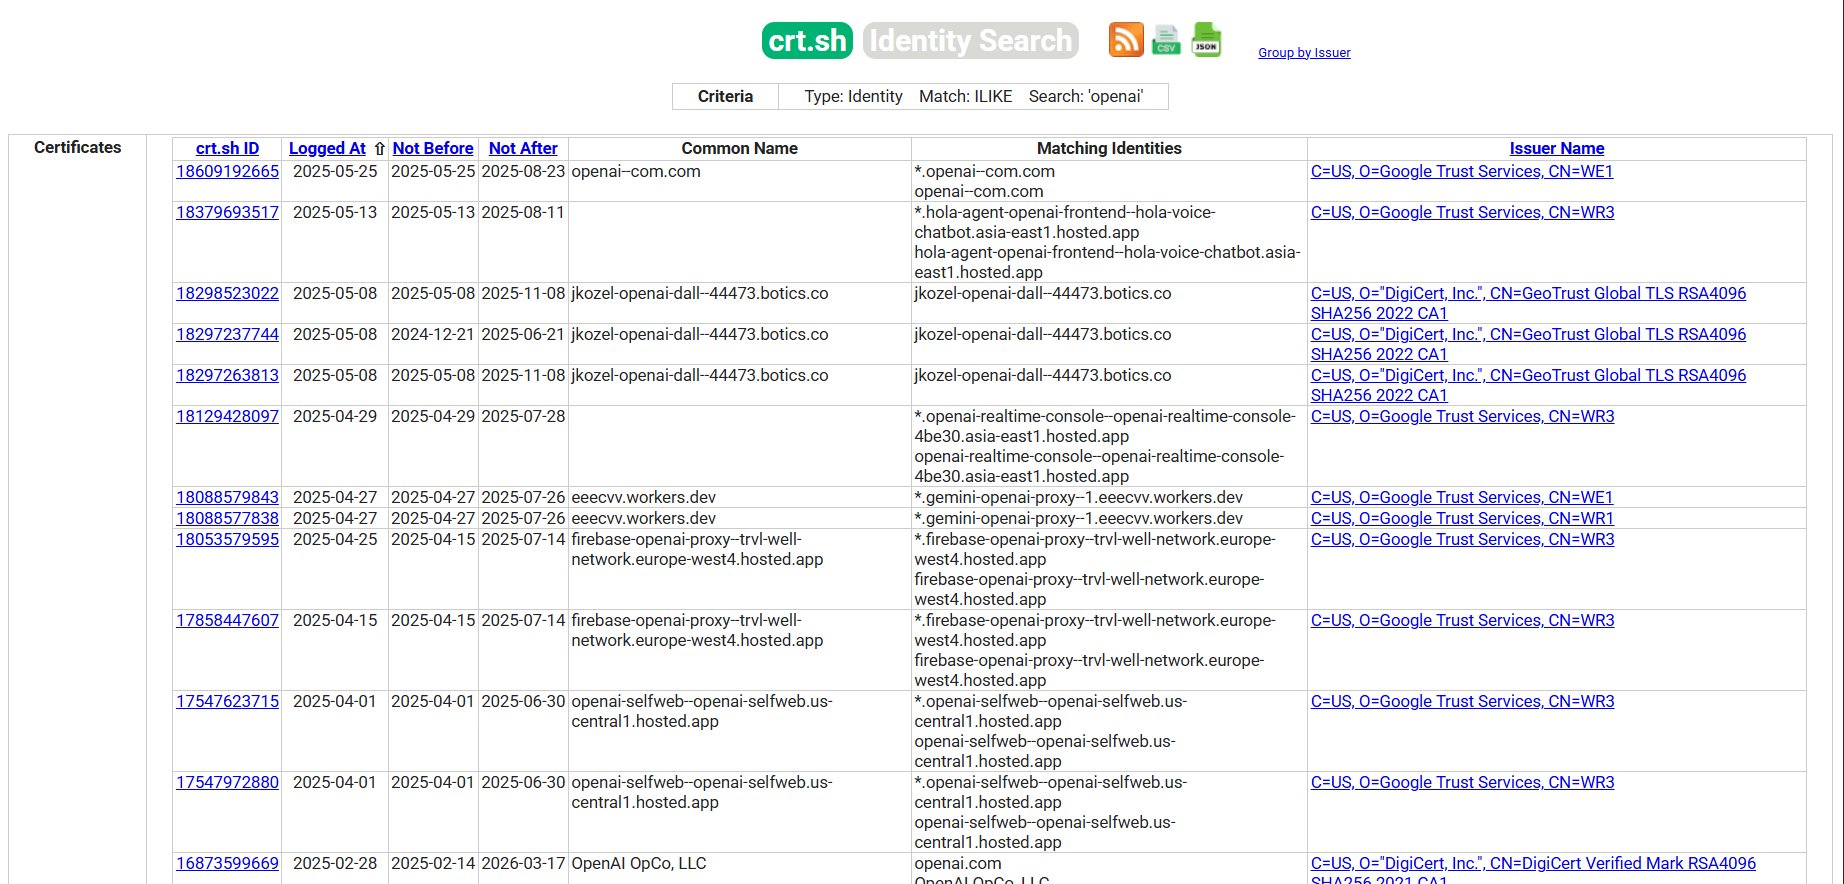 crt.sh Identity Search CSV JSON Group by Issuer
Criteria Type: Identity Match: ILIKE Search: 'openai'
Certificates crt.sh ID Logged At ⇧ Not Before Not After Common Name Matching Identities Issuer Name
18609192665 2025-05-25 2025-05-25 2025-08-23 openai--com.com *.openai--com.com C=US, O=Google Trust Services, CN=WE1
openai--com.com
18379693517 2025-05-13 2025-05-13 2025-08-11 *.hola-agent-openai-frontend--hola-voice-
chatbot.asia-east1.hosted.app
hola-agent-openai-frontend--hola-voice-chatbot.asia-
east1.hosted.app
C=US, O=Google Trust Services, CN=WR3
18298523022 2025-05-08 2025-05-08 2025-11-08 jkozel-openai-dall--44473.botics.co jkozel-openai-dall--44473.botics.co C=US, O="DigiCert, Inc.", CN=GeoTrust Global TLS RSA4096
SHA256 2022 CA1
18297237744 2025-05-08 2024-12-21 2025-06-21 jkozel-openai-dall--44473.botics.co jkozel-openai-dall--44473.botics.co C=US, O="DigiCert, Inc.", CN=GeoTrust Global TLS RSA4096
SHA256 2022 CA1
18297263813 2025-05-08 2025-05-08 2025-11-08 jkozel-openai-dall--44473.botics.co jkozel-openai-dall--44473.botics.co C=US, O="DigiCert, Inc.", CN=GeoTrust Global TLS RSA4096
SHA256 2022 CA1
18129428097 2025-04-29 2025-04-29 2025-07-28 *.openai-realtime-console--openai-realtime-console-
4be30.asia-east1.hosted.app
openai-realtime-console--openai-realtime-console-
4be30.asia-east1.hosted.app
C=US, O=Google Trust Services, CN=WR3
18088579843 2025-04-27 2025-04-27 2025-07-26 eeecvv.workers.dev *.gemini-openai-proxy--1.eeecvv.workers.dev C=US, O=Google Trust Services, CN=WE1
18088577838 2025-04-27 2025-04-27 2025-07-26 eeecvv.workers.dev *.gemini-openai-proxy--1.eeecvv.workers.dev C=US, O=Google Trust Services, CN=WR1
18053579595 2025-04-25 2025-04-15 2025-07-14 firebase-openai-proxy--trvl-well-
network.europe-west4.hosted.app
*.firebase-openai-proxy--trvl-well-network.europe-
west4.hosted.app
firebase-openai-proxy--trvl-well-network.europe-
west4.hosted.app
C=US, O=Google Trust Services, CN=WR3
17858447607 2025-04-15 2025-04-15 2025-07-14 firebase-openai-proxy--trvl-well-
network.europe-west4.hosted.app
*.firebase-openai-proxy--trvl-well-network.europe-
west4.hosted.app
firebase-openai-proxy--trvl-well-network.europe-
west4.hosted.app
C=US, O=Google Trust Services, CN=WR3
17547623715 2025-04-01 2025-04-01 2025-06-30 openai-selfweb--openai-selfweb.us-
central1.hosted.app
*.openai-selfweb--openai-selfweb.us-
central1.hosted.app
openai-selfweb--openai-selfweb.us-
central1.hosted.app
C=US, O=Google Trust Services, CN=WR3
17547972880 2025-04-01 2025-04-01 2025-06-30 openai-selfweb--openai-selfweb.us-
central1.hosted.app
*.openai-selfweb--openai-selfweb.us-
central1.hosted.app
openai-selfweb--openai-selfweb.us-
central1.hosted.app
C=US, O=Google Trust Services, CN=WR3
16873599669 2025-02-28 2025-02-14 2026-03-17 OpenAI OpCo, LLC openai.com C=US, O="DigiCert, Inc.", CN=DigiCert Verified Mark RSA4096
OpenAI OpCo, LLC SHA256 2021 CA1